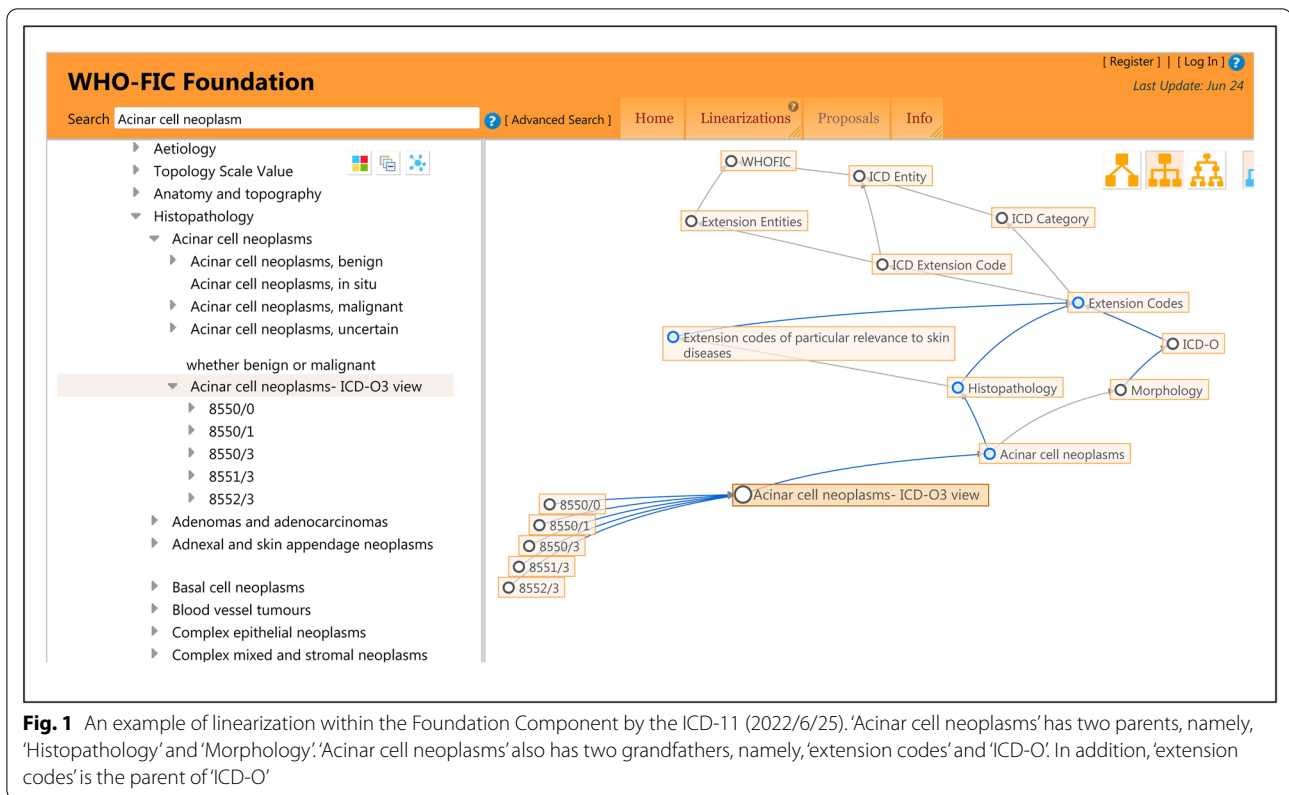 [ Register ] | [ Log In ] ?
WHO-FIC Foundation
Last Update: Jun 24
Search Acinar cell neoplasm ? [ Advanced Search ] Home Linearizations ? Proposals Info
Aetiology
Topology Scale Value
Anatomy and topography
Histopathology
Acinar cell neoplasms
Acinar cell neoplasms, benign
Acinar cell neoplasms, in situ
Acinar cell neoplasms, malignant
Acinar cell neoplasms, uncertain
whether benign or malignant
Acinar cell neoplasms- ICD-O3 view
8550/0
8550/1
8550/3
8551/3
8552/3
Adenomas and adenocarcinomas
Adnexal and skin appendage neoplasms
Basal cell neoplasms
Blood vessel tumours
Complex epithelial neoplasms
Complex mixed and stromal neoplasms
WHOFIC
ICD Entity
Extension Entities
ICD Category
ICD Extension Code
Extension Codes
Extension codes of particular relevance to skin
diseases
ICD-O
Histopathology
Morphology
Acinar cell neoplasms
Acinar cell neoplasms- ICD-O3 view
8550/0
8550/1
8550/3
8551/3
8552/3
Fig. 1 An example of linearization within the Foundation Component by the ICD-11 (2022/6/25). 'Acinar cell neoplasms' has two parents, namely,
'Histopathology' and 'Morphology'. 'Acinar cell neoplasms' also has two grandfathers, namely, 'extension codes' and 'ICD-O'. In addition, 'extension
codes' is the parent of 'ICD-O'